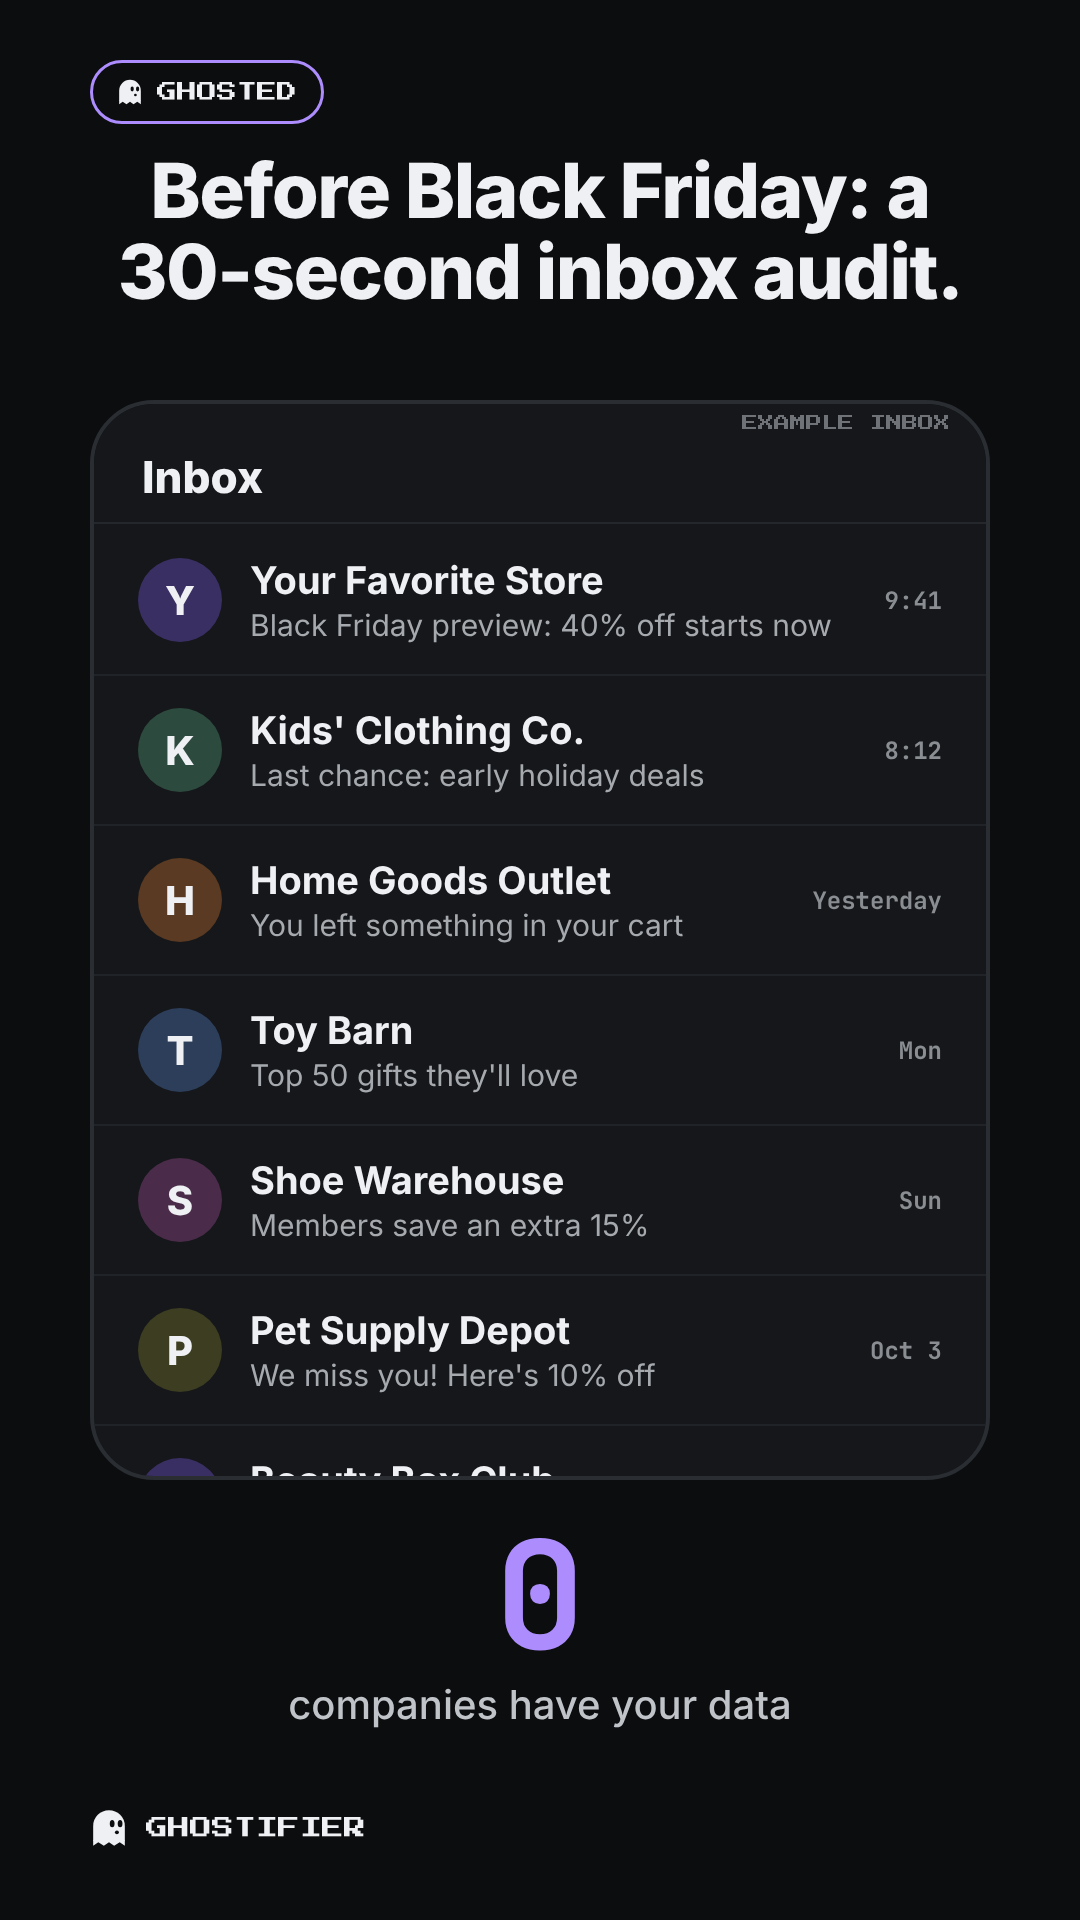 GHOSTED
Before Black Friday: a
30-second inbox audit.
EXAMPLE INBOX
Inbox
Y
Your Favorite Store
Black Friday preview: 40% off starts now
9:41
K
Kids' Clothing Co.
Last chance: early holiday deals
8:12
H
Home Goods Outlet
You left something in your cart
Yesterday
T
Toy Barn
Top 50 gifts they'll love
Mon
S
Shoe Warehouse
Members save an extra 15%
Sun
P
Pet Supply Depot
We miss you! Here's 10% off
Oct 3
Beauty Box Club
0
companies have your data
GHOSTIFIER